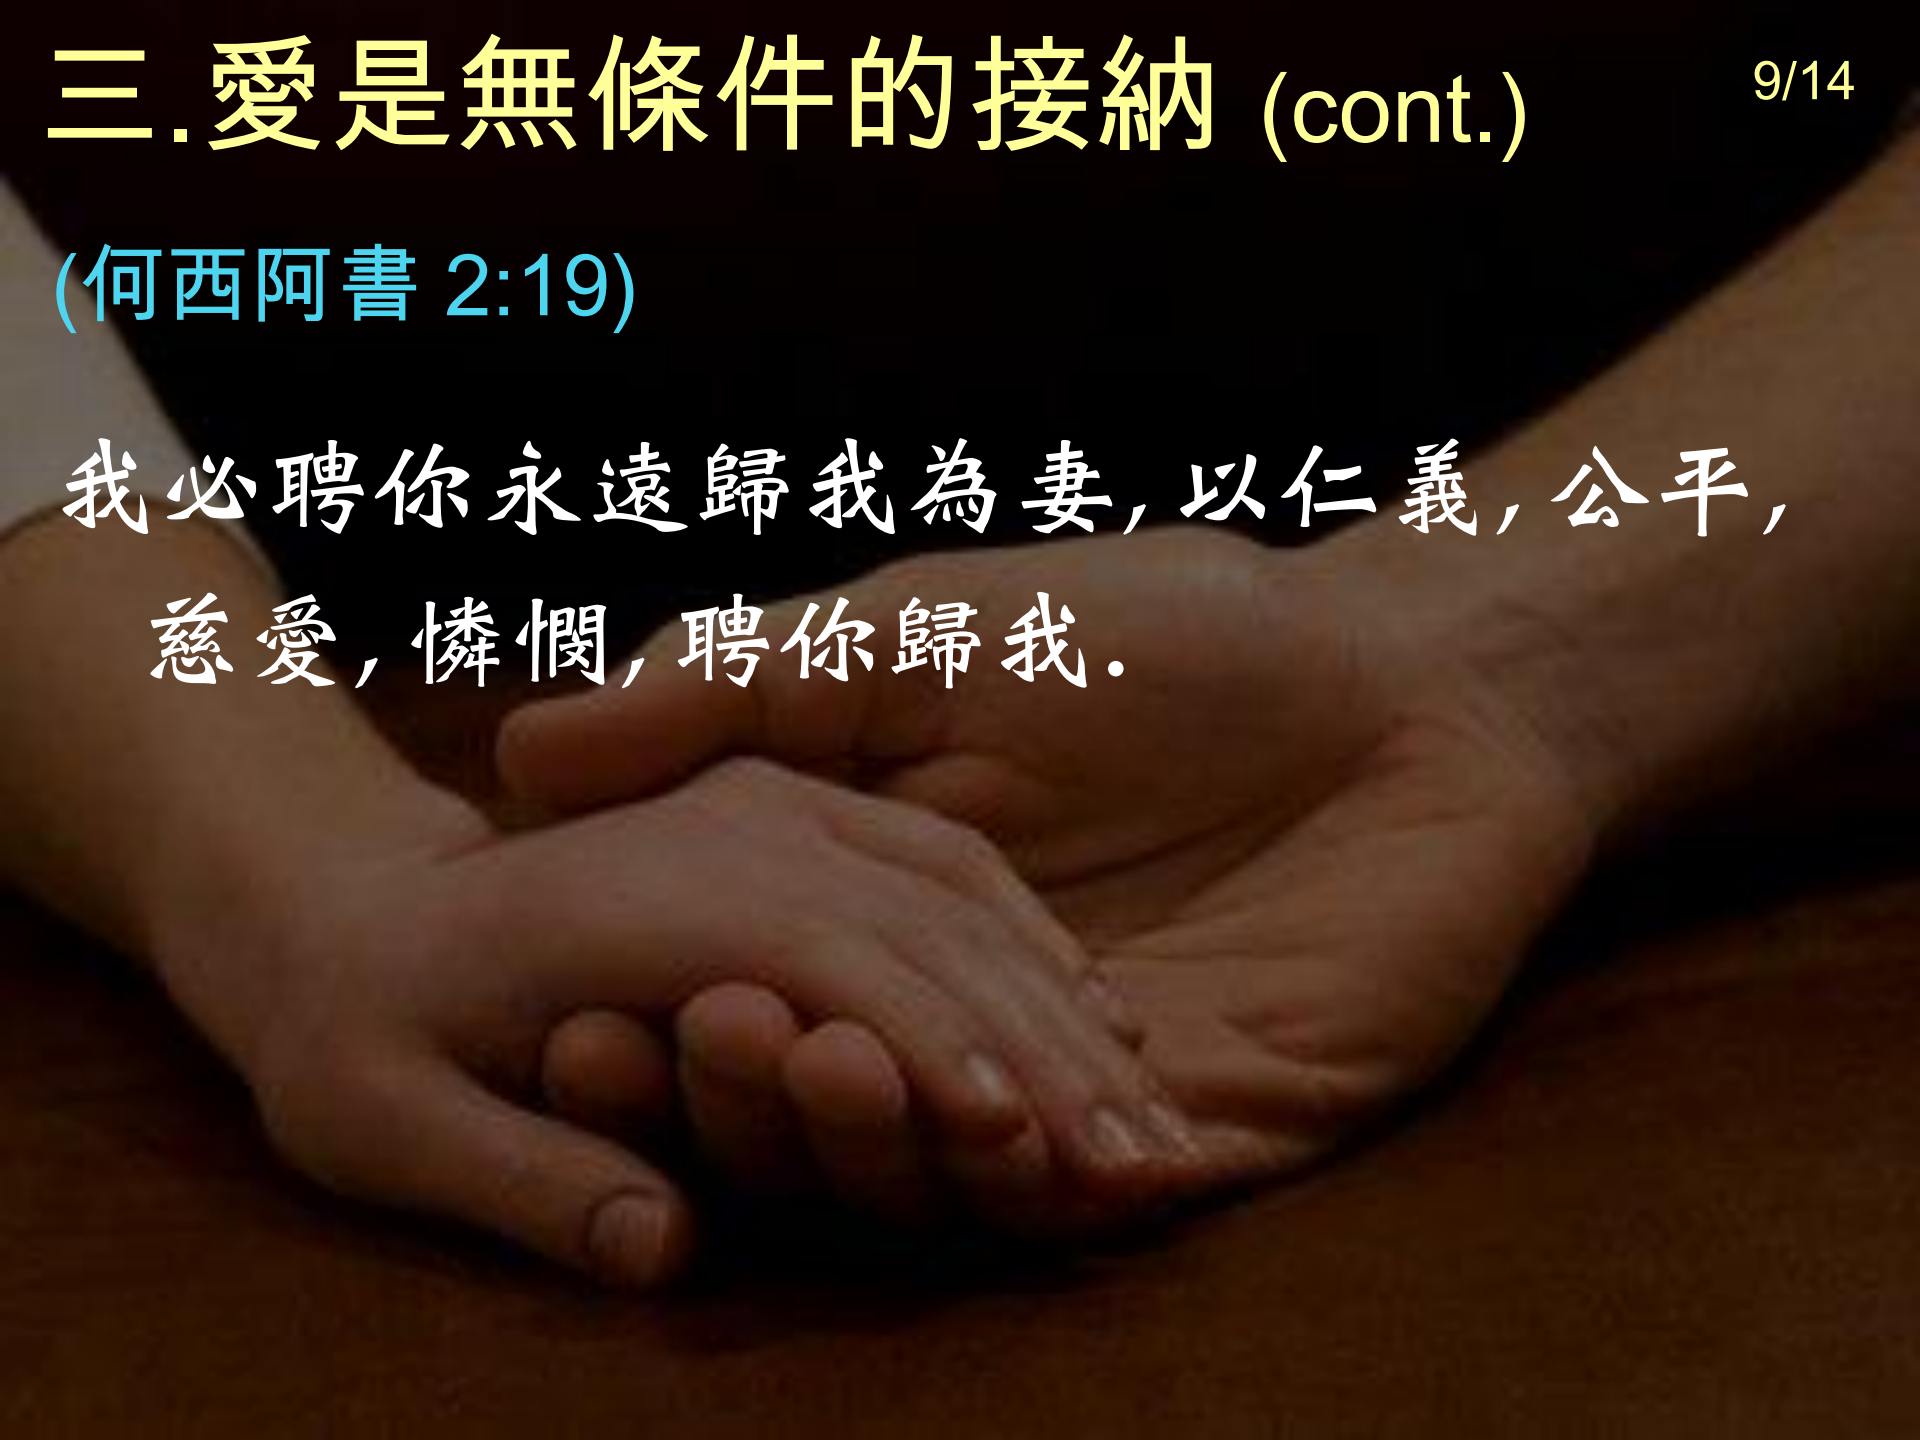 三.愛是無條件的接納 (cont.)
9/14
(何西阿書 2:19)
我必聘你永遠歸我為妻,以仁義,公平,
慈愛,憐憫,聘你歸我.